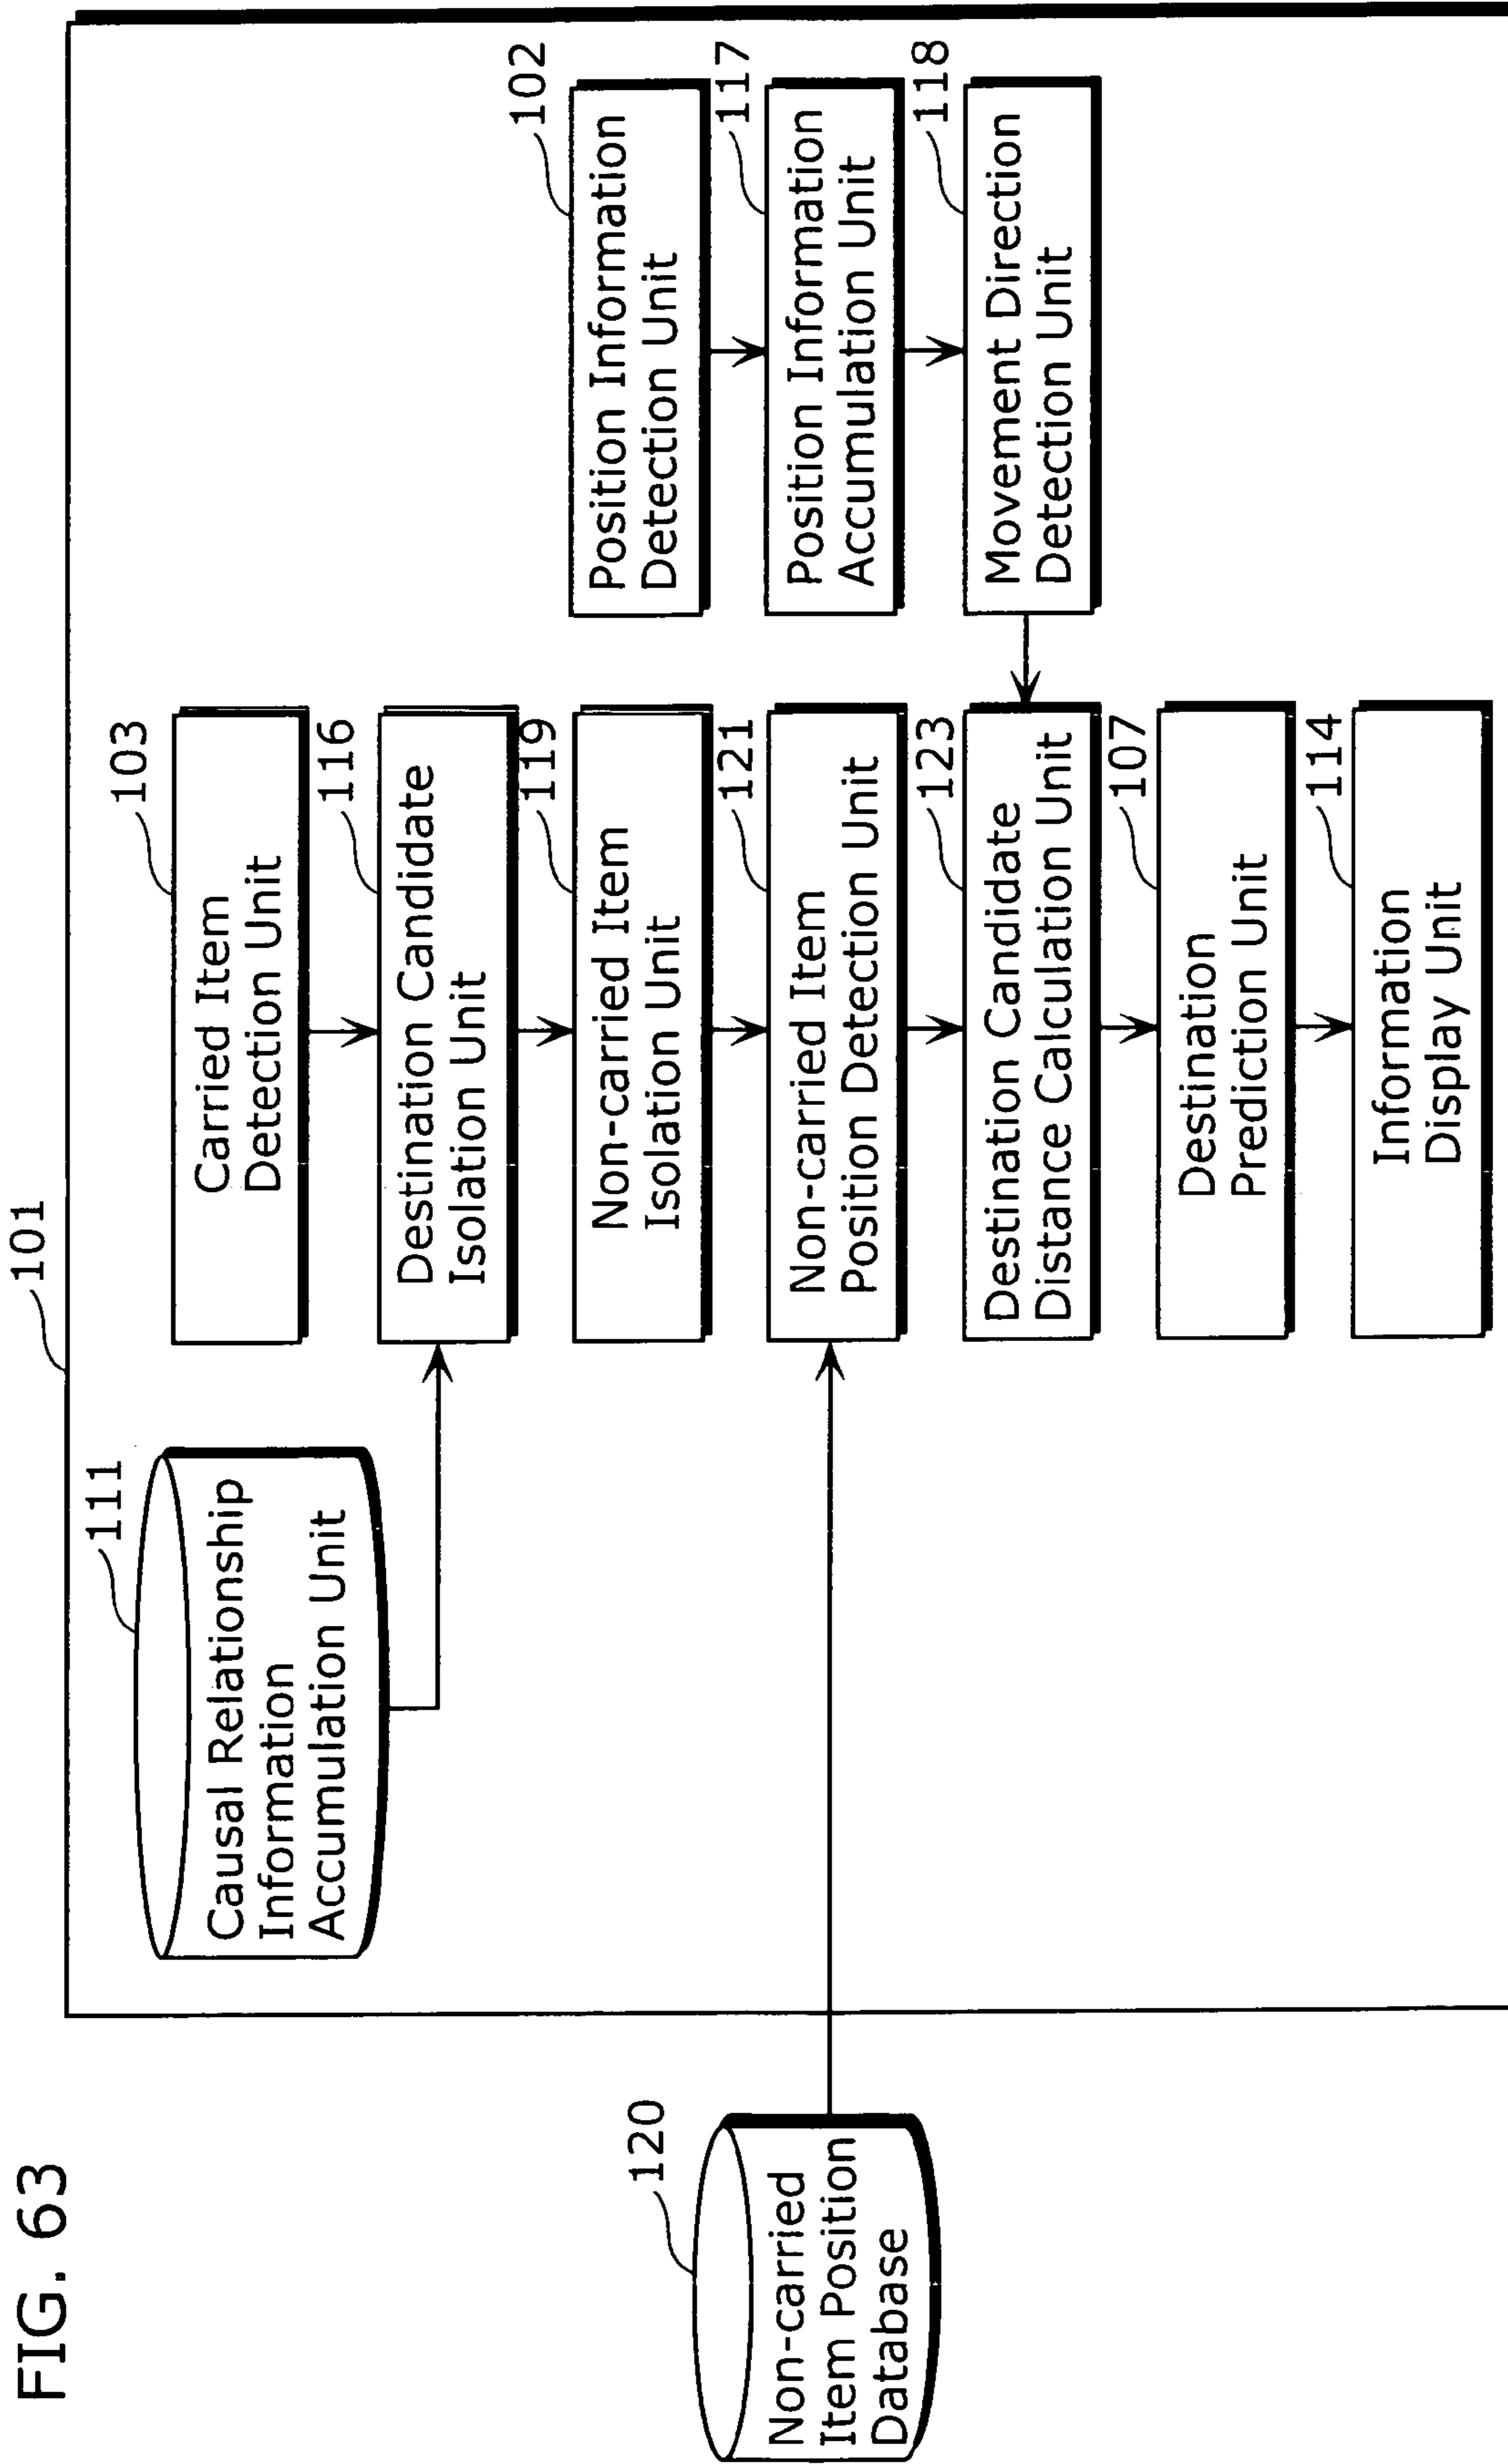 FIG. 63
101
111
Causal Relationship
Information
Accumulation Unit
103
Carried Item
Detection Unit
116
Destination Candidate
Isolation Unit
119
Non-carried Item
Isolation Unit
102
Position Information
Detection Unit
120
Non-carried
Item Position
Database
121
Non-carried Item
Position Detection Unit
117
Position Information
Accumulation Unit
123
Destination Candidate
Distance Calculation Unit
118
Movement Direction
Detection Unit
107
Destination
Prediction Unit
114
Information
Display Unit